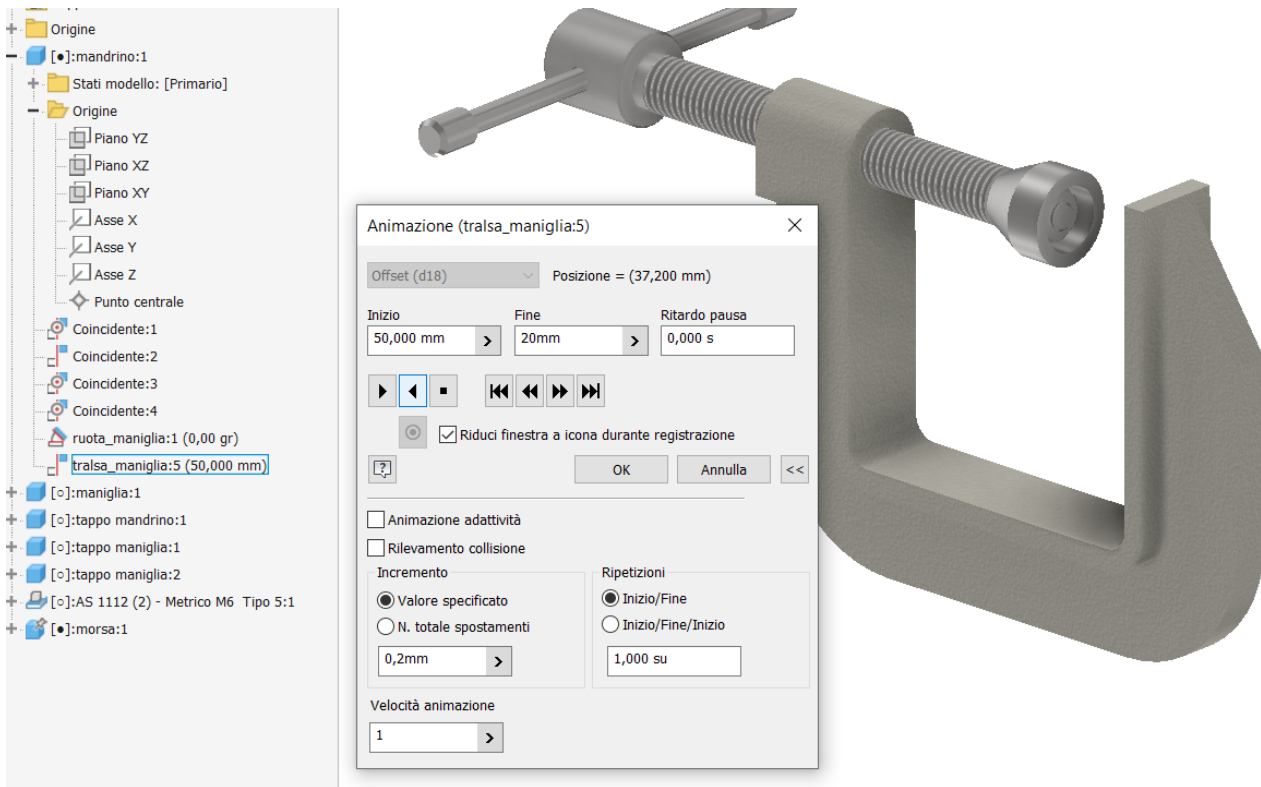 Origine
[●]:mandrino:1
Stati modello: [Primario]
Origine
Piano YZ
Piano XZ
Piano XY
Asse X
Asse Y
Asse Z
Punto centrale
Coincidente:1
Coincidente:2
Coincidente:3
Coincidente:4
ruota_maniglia:1 (0,00 gr)
tralsa_maniglia:5 (50,000 mm)
[○]:maniglia:1
[○]:tappo mandrino:1
[○]:tappo maniglia:1
[○]:tappo maniglia:2
[○]:AS 1112 (2) - Metrico M6 Tipo 5:1
[●]:morsa:1
Animazione (tralsa_maniglia:5)
Offset (d18) Posizione = (37,200 mm)
Inizio Fine Ritardo pausa
50,000 mm 20mm 0,000 s
Riduci finestra a icona durante registrazione
OK Annulla <<
Animazione adattività
Rilevamento collisione
Incremento Ripetizioni
Valore specificato Inizio/Fine
N. totale spostamenti Inizio/Fine/Inizio
0,2mm 1,000 su
Velocità animazione
1